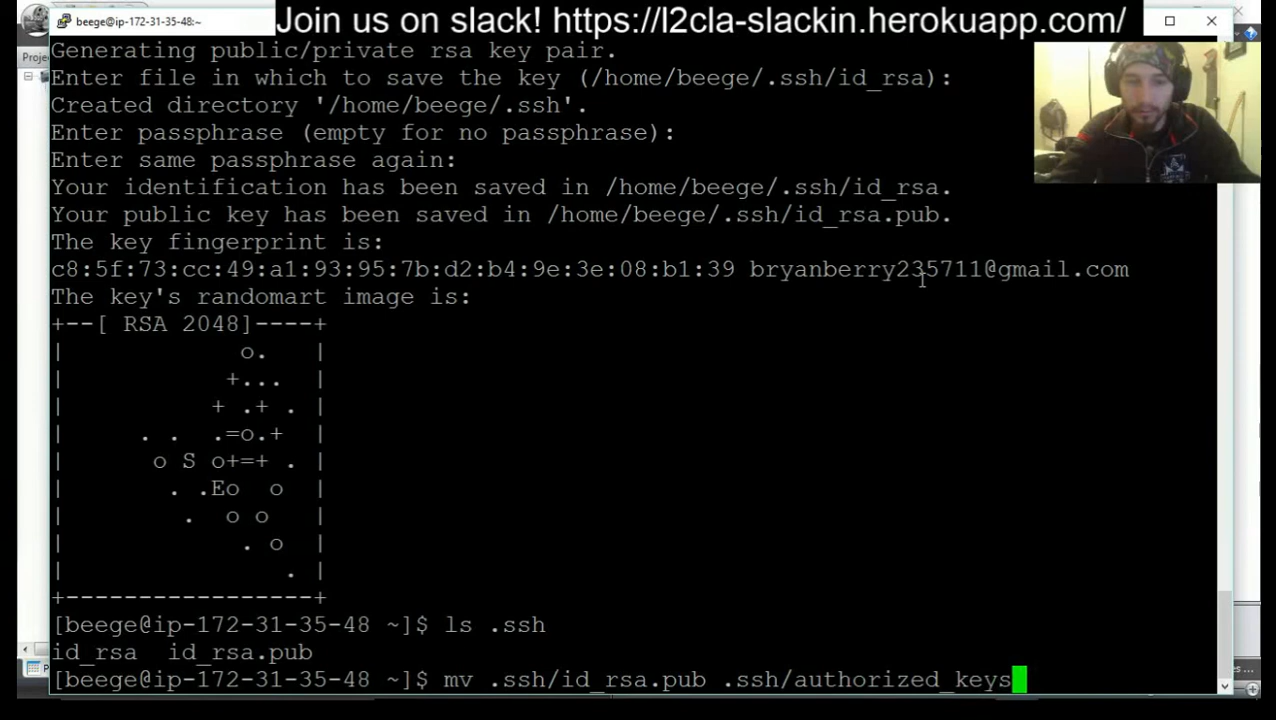 beege@ip-172-31-35-48:~
Join us on slack! https://l2cla-slackin.herokuapp.com/
Generating public/private rsa key pair.
Projec
Enter file in which to save the key (/home/beege/.ssh/id_rsa):
Created directory '/home/beege/.ssh'.
Enter passphrase (empty for no passphrase):
Enter same passphrase again:
Your identification has been saved in /home/beege/.ssh/id_rsa.
Your public key has been saved in /home/beege/.ssh/id_rsa.pub.
The key fingerprint is:
c8:5f:73:cc:49:a1:93:95:7b:d2:b4:9e:3e:08:b1:39 bryanberry235711@gmail.com
The key's randomart image is:
+--[ RSA 2048]----+
|            o.   |
|           +...  |
|          + .+ . |
|     . .  .=o.+  |
|      o S o+=+ . |
|       . .Eo  o  |
|        .  o o   |
|            . o  |
|               . |
+-----------------+
[beege@ip-172-31-35-48 ~]$ ls .ssh
id_rsa  id_rsa.pub
[beege@ip-172-31-35-48 ~]$ mv .ssh/id_rsa.pub .ssh/authorized_keys